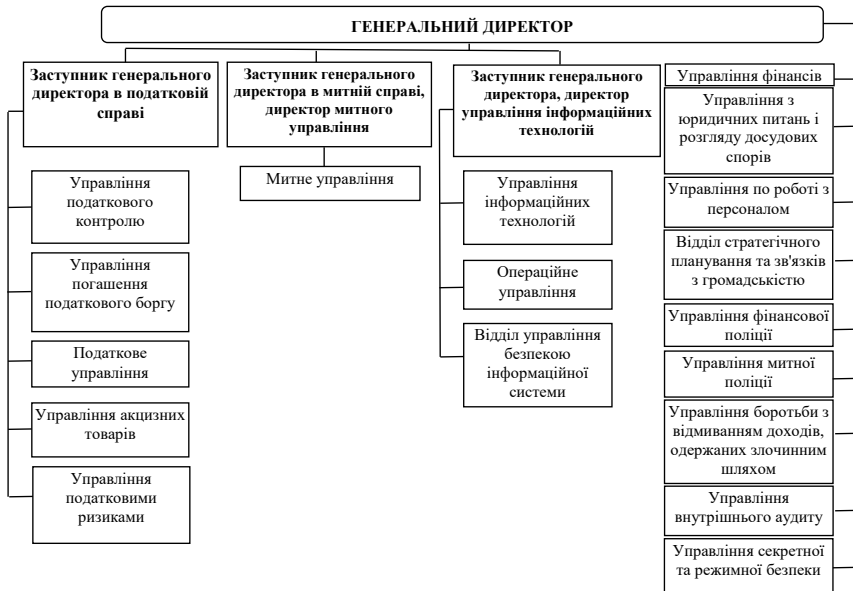 ГЕНЕРАЛЬНИЙ ДИРЕКТОР
Заступник генерального
директора в податковій
справі
Управління
податкового
контролю
Управління
погашення
податкового боргу
Податкове
управління
Управління акцизних
товарів
Управління
податковими
ризиками
Заступник генерального
директора в митній справі,
директор митного
управління
Митне управління
Заступник генерального
директора, директор
управління інформаційних
технологій
Управління
інформаційних
технологій
Операційне
управління
Відділ управління
безпекою
інформаційної
системи
Управління фінансів
Управління з
юридичних питань і
розгляду досудових
спорів
Управління по роботі з
персоналом
Відділ стратегічного
планування та зв'язків
з громадськістю
Управління фінансової
поліції
Управління митної
поліції
Управління боротьби з
відмиванням доходів,
одержаних злочинним
шляхом
Управління
внутрішнього аудиту
Управління секретної
та режимної безпеки